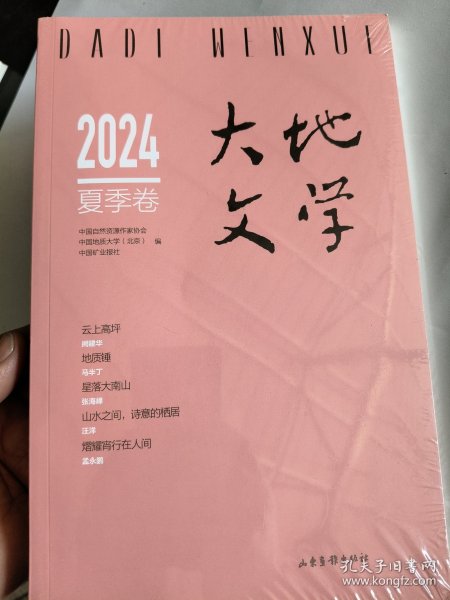 DADI WENXUE
2024
夏季卷
大地
文学
中国自然资源作家协会
中国地质大学(北京) 编
中国矿业报社
云上高坪
地质锤
马半丁
星落大南山
张海峰
山水之间，诗意的栖居
汪洋
熠耀宵行在人间
孟永鹏
山东画报出版社
孔夫子旧书网
www.kongfz.com